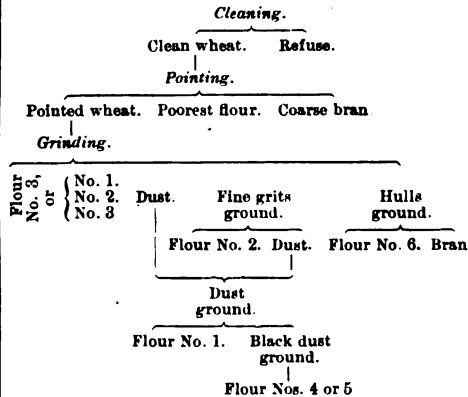 Cleaning.
Clean wheat. Refuse.
Pointing.
Pointed wheat. Poorest flour. Coarse bran
Grinding.
Flour No. 3, or { No. 1. No. 2. No. 3
Dust. Fine grits ground. Hulls ground.
Flour No. 2. Dust. Flour No. 6. Bran
Dust
ground.
Flour No. 1. Black dust
ground.
Flour Nos. 4 or 5